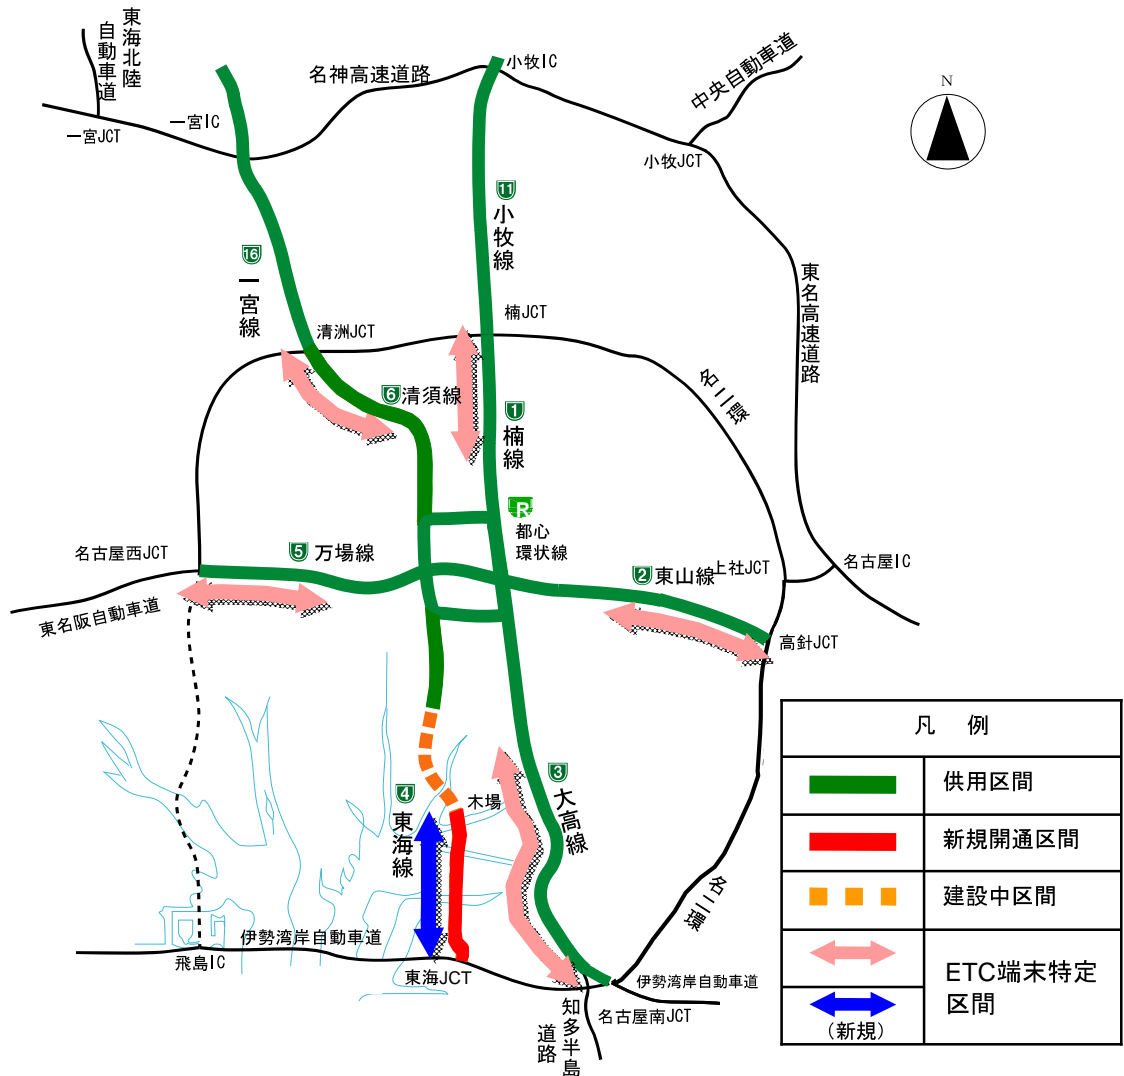 東海北陸
自動車道
名神高速道路
小牧IC
中央自動車道
N
一宮IC
一宮JCT
小牧JCT
11
小牧線
16
一宮線
東名高速道路
楠JCT
清洲JCT
名二環
6
清須線
1
楠線
R
都心
環状線
5
万場線
名古屋西JCT
2
東山線
上社JCT
名古屋IC
東名阪自動車道
高針JCT
凡 例
供用区間
新規開通区間
建設中区間
ETC端末特定
区間
(新規)
3
大高線
4
東海線
木場
名二環
伊勢湾岸自動車道
飛島IC
東海JCT
伊勢湾岸自動車道
名古屋南JCT
知多半島
道路